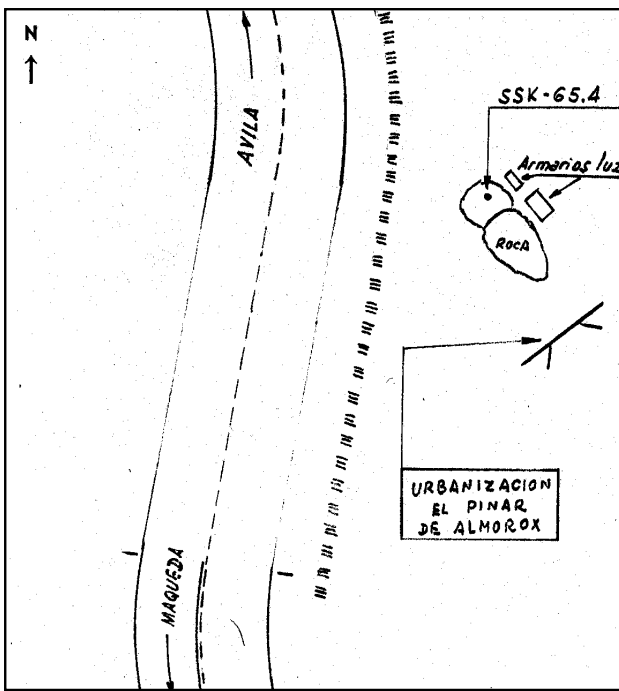 N
AVILA
SSK-65.4
Armarios luz
ROCA
URBANIZACION
EL PINAR
DE ALMOROX
MAQUEDA